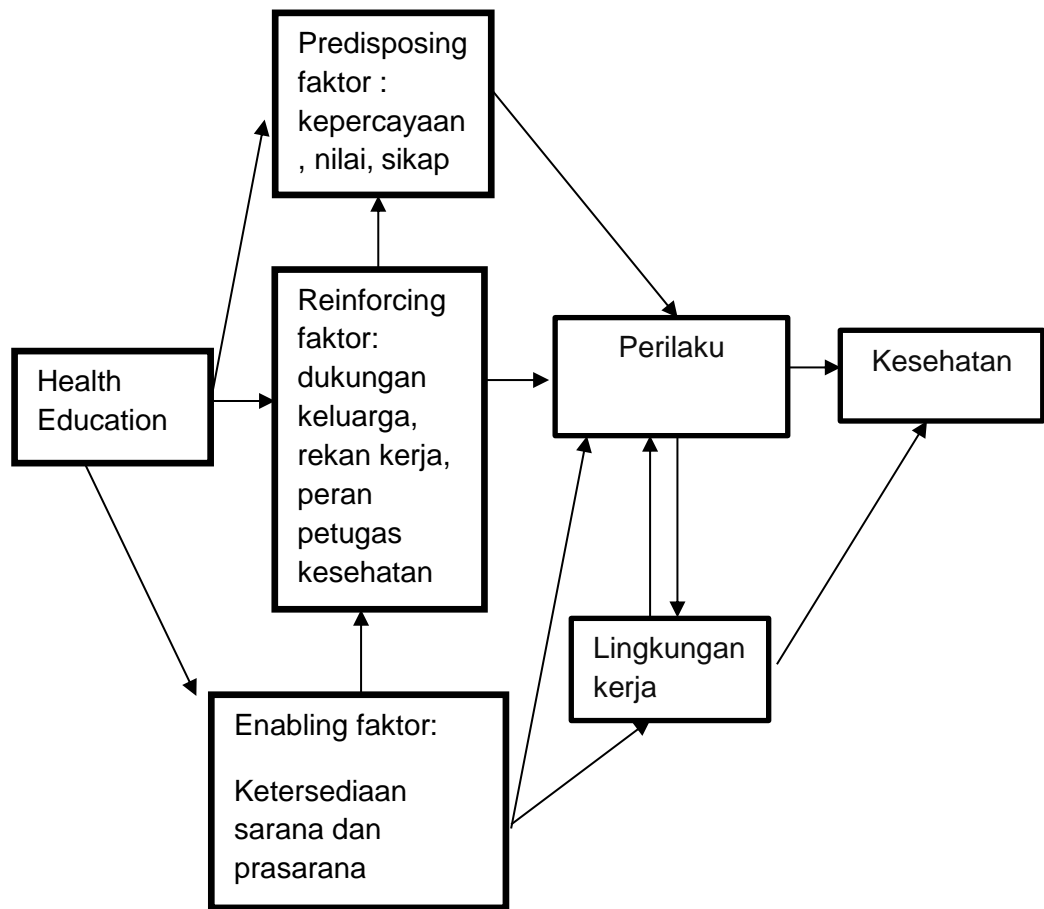 Predisposing
faktor :
kepercayaan
, nilai, sikap
Reinforcing
faktor:
dukungan
keluarga,
rekan kerja,
peran
petugas
kesehatan
Health
Education
Perilaku
Kesehatan
Lingkungan
kerja
Enabling faktor:
Ketersediaan
sarana dan
prasarana